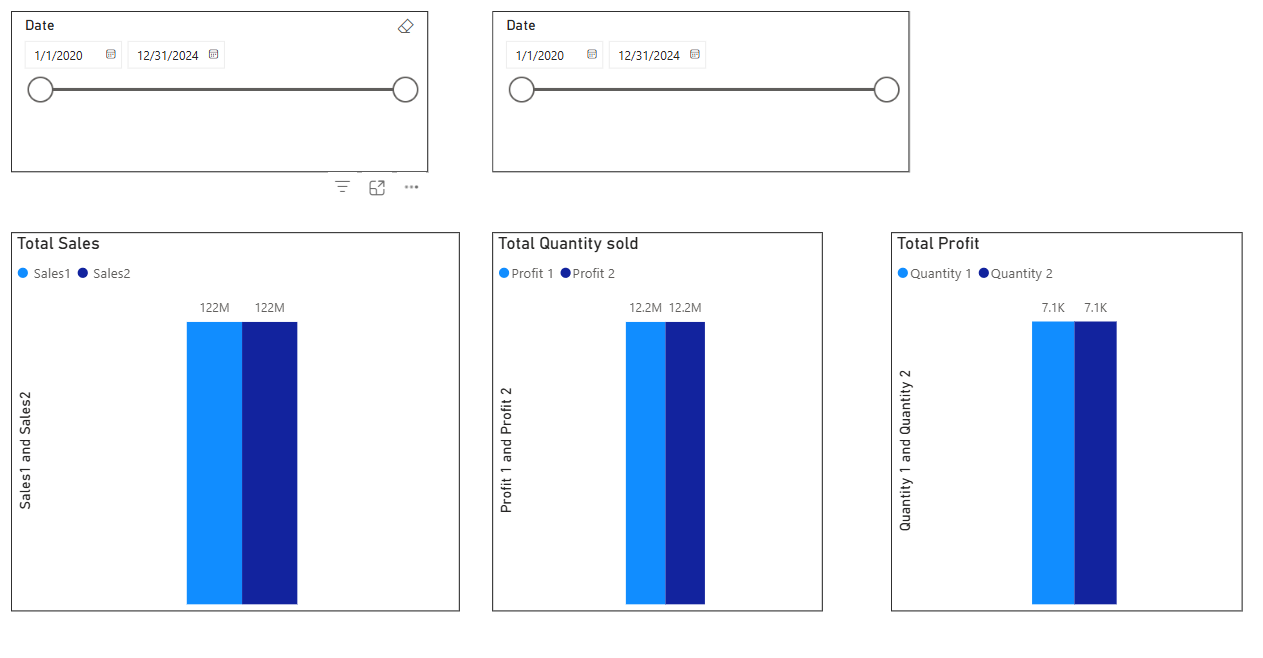 Date
1/1/2020 12/31/2024
Date
1/1/2020 12/31/2024
Total Sales
Sales1 Sales2
122M 122M
Sales1 and Sales2
Total Quantity sold
Profit 1 Profit 2
12.2M 12.2M
Profit 1 and Profit 2
Total Profit
Quantity 1 Quantity 2
7.1K 7.1K
Quantity 1 and Quantity 2